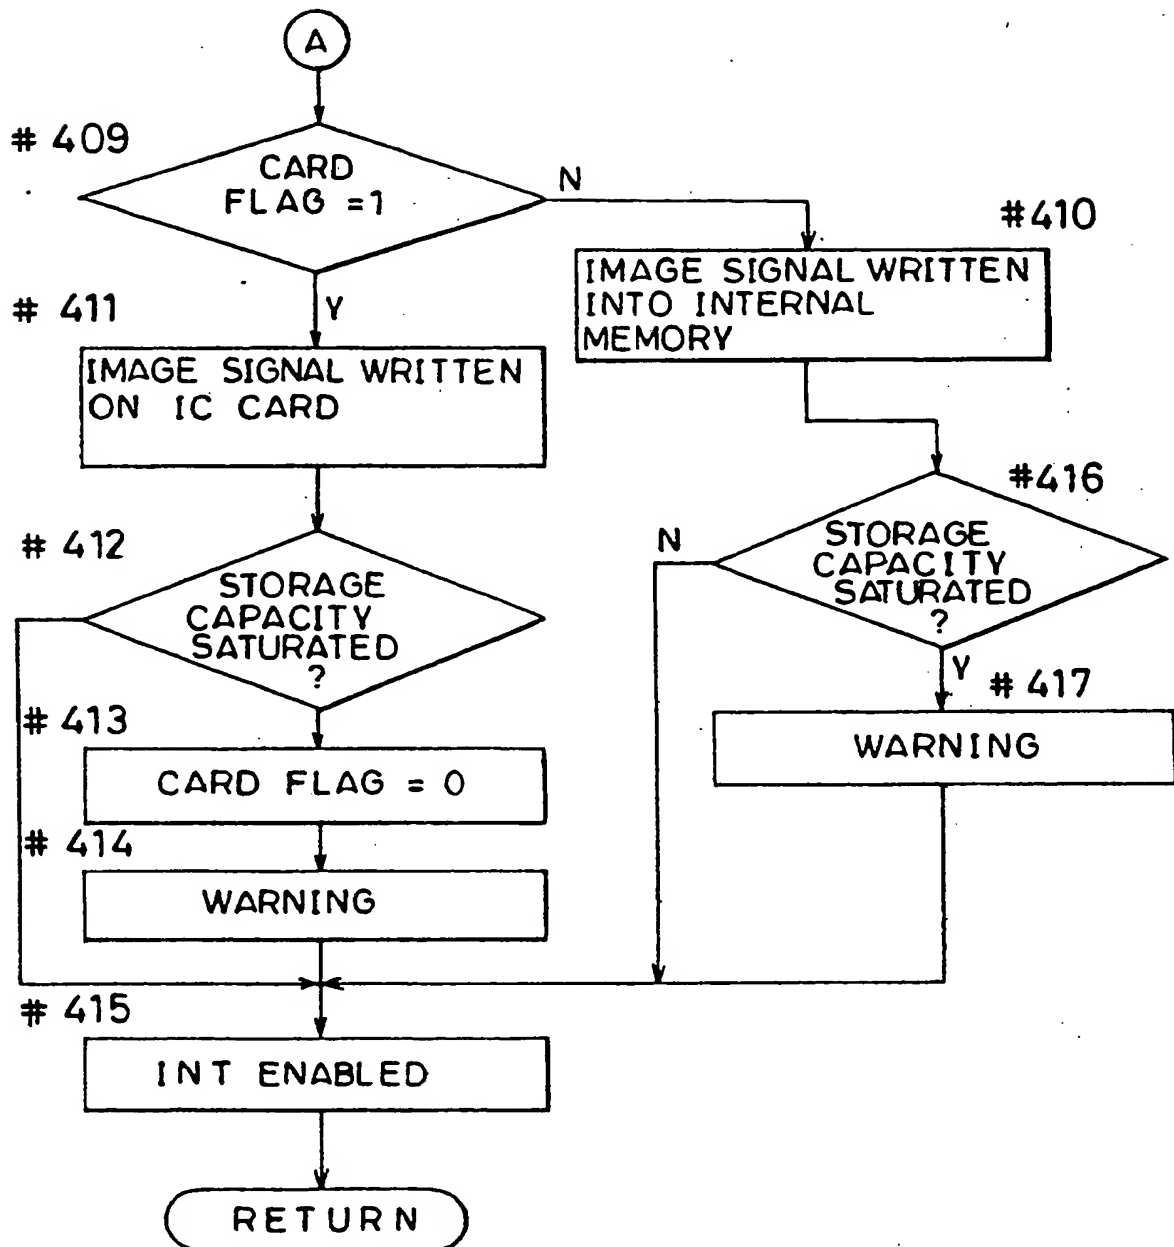 A
# 409
CARD
FLAG =1
N
#410
IMAGE SIGNAL WRITTEN
INTO INTERNAL
MEMORY
# 411
Y
IMAGE SIGNAL WRITTEN
ON IC CARD
#416
STORAGE
CAPACITY
SATURATED
?
N
Y
# 412
STORAGE
CAPACITY
SATURATED
?
# 417
WARNING
# 413
CARD FLAG = 0
# 414
WARNING
# 415
INT ENABLED
RETURN